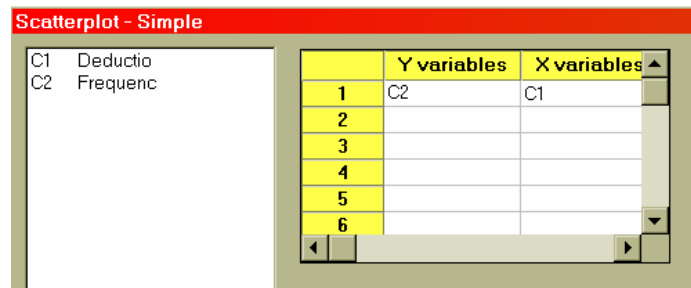 Scatterplot - Simple
C1 Deductio
C2 Frequenc
Y variables X variables
1 C2 C1
2
3
4
5
6